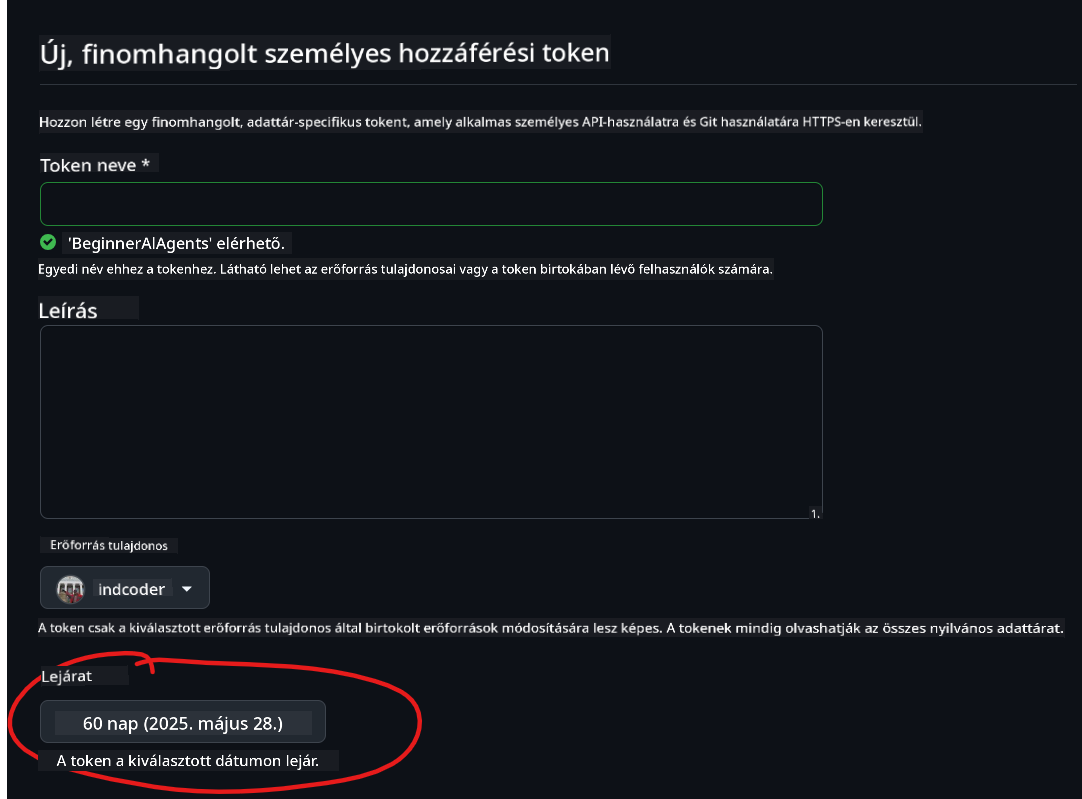 Új, finomhangolt személyes hozzáférési token
Hozzon létre egy finomhangolt, adattár-specifikus tokent, amely alkalmas személyes API-használatra és Git használatára HTTPS-en keresztül.
Token neve *
'BeginnerAIAgents' elérhető.
Egyedi név ehhez a tokenhez. Látható lehet az erőforrás tulajdonosai vagy a token birtokában lévő felhasználók számára.
Leírás
1.
Erőforrás tulajdonos
indcoder
A token csak a kiválasztott erőforrás tulajdonos által birtokolt erőforrások módosítására lesz képes. A tokenek mindig olvashatják az összes nyilvános adattárat.
Lejárat
60 nap (2025. május 28.)
A token a kiválasztott dátumon lejár.